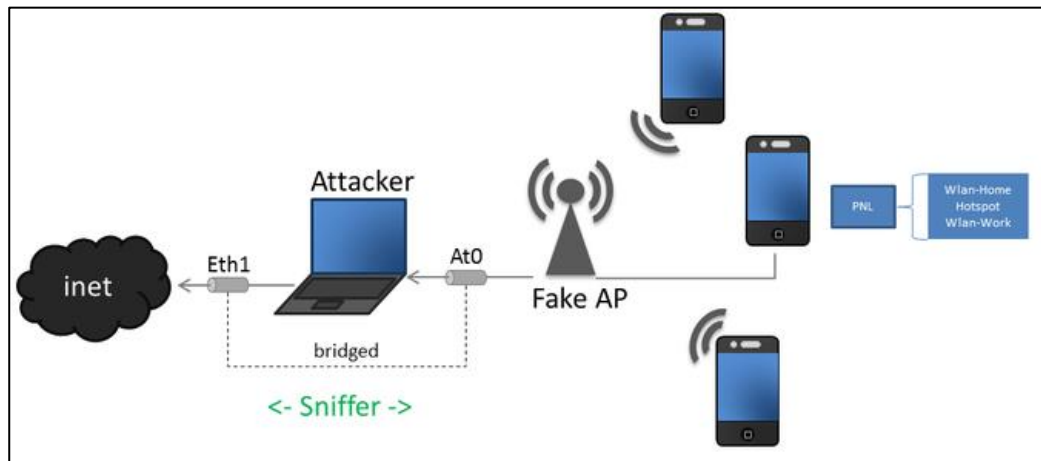 Attacker
PNL
Wlan-Home
Hotspot
Wlan-Work
Eth1
At0
inet
Fake AP
bridged
<- Sniffer ->